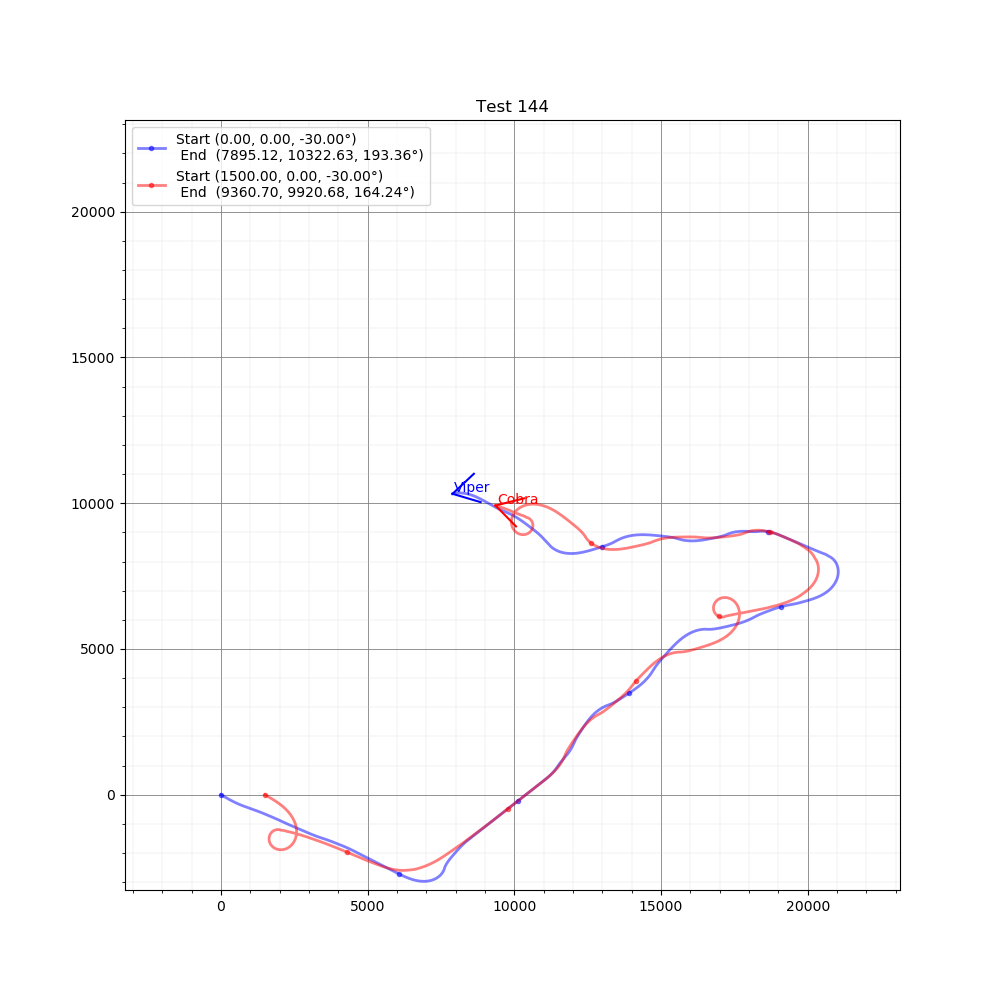 Test 144
Start (0.00, 0.00, -30.00°)
End (7895.12, 10322.63, 193.36°)
Start (1500.00, 0.00, -30.00°)
End (9360.70, 9920.68, 164.24°)
20000
15000
10000
5000
0
Viper
Cobra
0
5000
10000
15000
20000